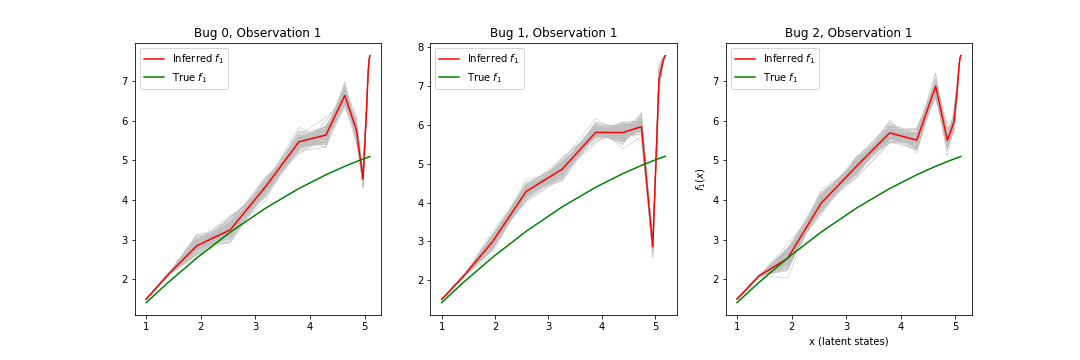 Bug 0, Observation 1
Inferred f₁
True f₁
7
6
5
4
3
2
1 2 3 4 5
Bug 1, Observation 1
Inferred f₁
True f₁
8
7
6
5
4
3
2
1 2 3 4 5
Bug 2, Observation 1
Inferred f₁
True f₁
f₁(x)
7
6
5
4
3
2
1 2 3 4 5
x (latent states)